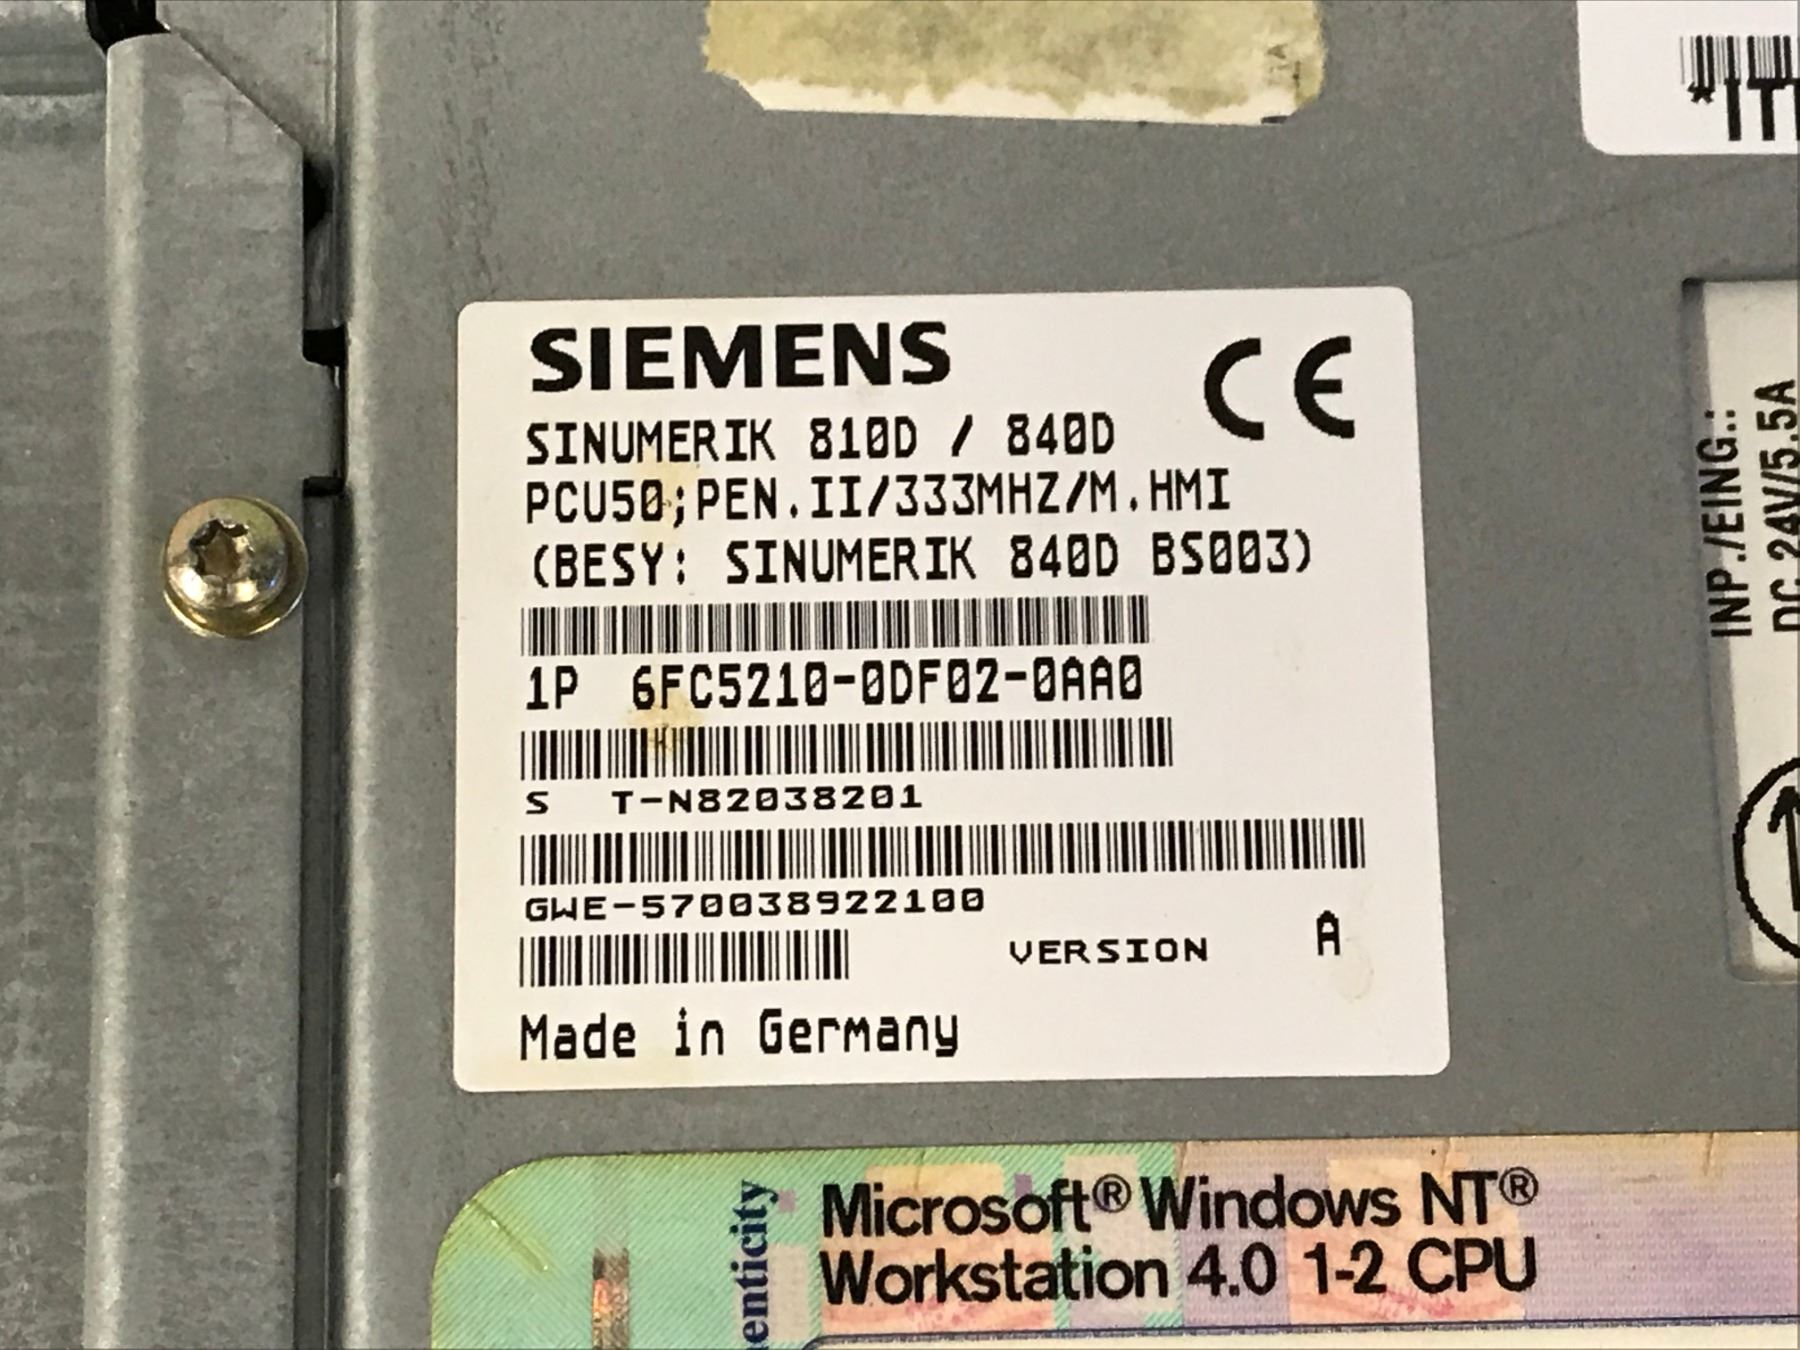 *IT
SIEMENS
CE
SINUMERIK 810D / 840D
PCU50;PEN.II/333MHZ/M.HMI
(BESY: SINUMERIK 840D BS003)
1P 6FC5210-0DF02-0AA0
S T-N82038201
GWE-570038922100
VERSION A
Made in Germany
INP./EING.:
DC 24V/5.5A
enticity
Microsoft® Windows NT®
Workstation 4.0 1-2 CPU